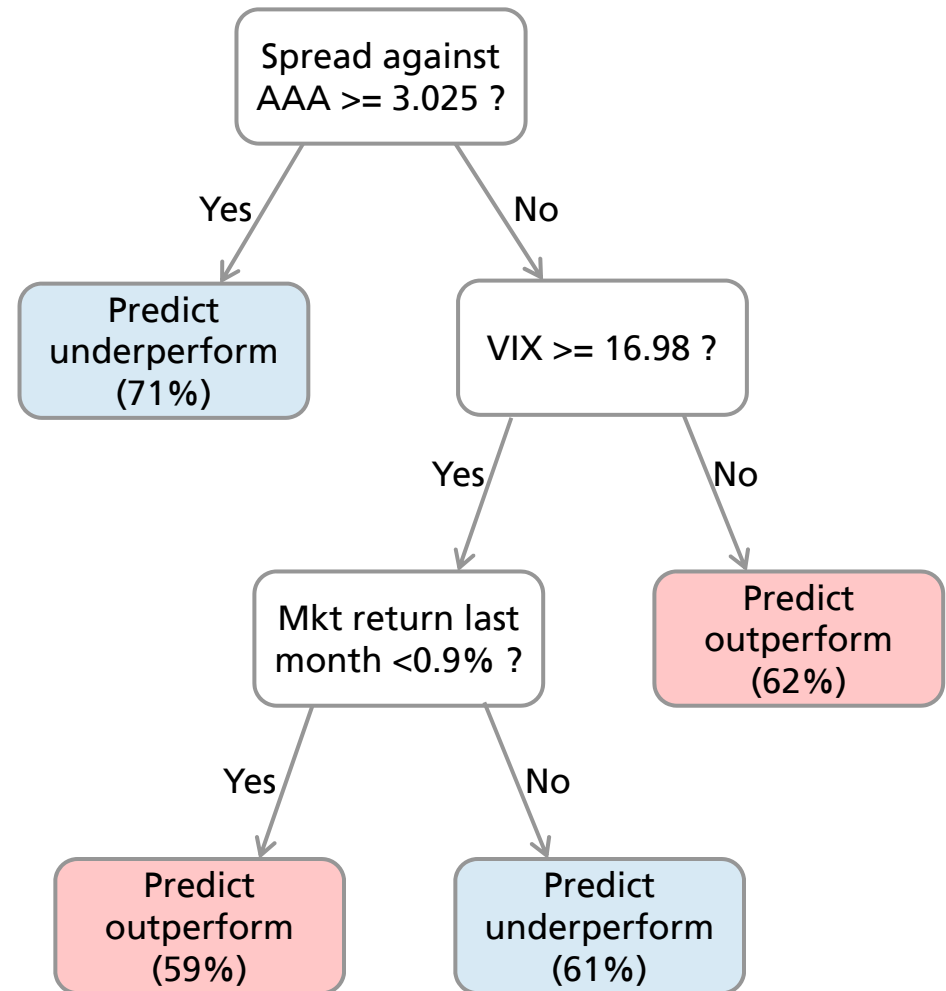 Spread against
AAA >= 3.025 ?
Yes
No
Predict
underperform
(71%)
VIX >= 16.98 ?
Yes
No
Mkt return last
month <0.9% ?
Predict
outperform
(62%)
Yes
No
Predict
outperform
(59%)
Predict
underperform
(61%)